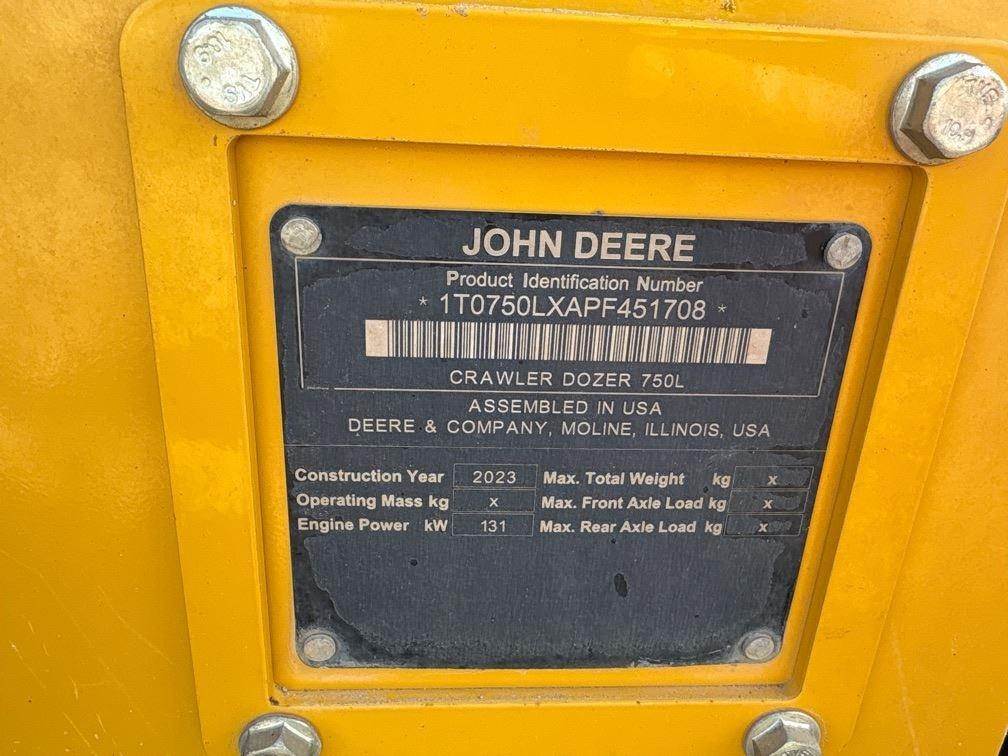 JOHN DEERE
Product Identification Number
* 1T0750LXAPF451708 *
CRAWLER DOZER 750L
ASSEMBLED IN USA
DEERE & COMPANY, MOLINE, ILLINOIS, USA
Construction Year 2023 Max. Total Weight kg x
Operating Mass kg x Max. Front Axle Load kg x
Engine Power kW 131 Max. Rear Axle Load kg x